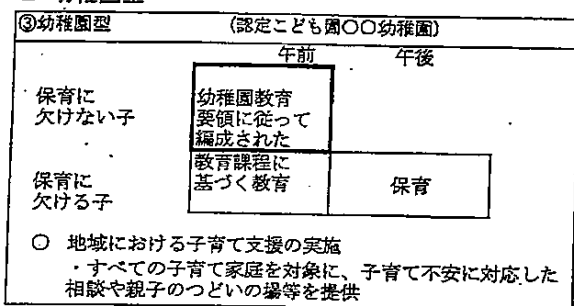 ③幼稚園型 (認定こども園〇〇幼稚園)
午前 午後
保育に
欠けない子
幼稚園教育
要領に従って
編成された
教育課程に
基づく教育
保育に
欠ける子
保育
○ 地域における子育て支援の実施
・すべての子育て家庭を対象に、子育て不安に対応した
相談や親子のつどいの場等を提供